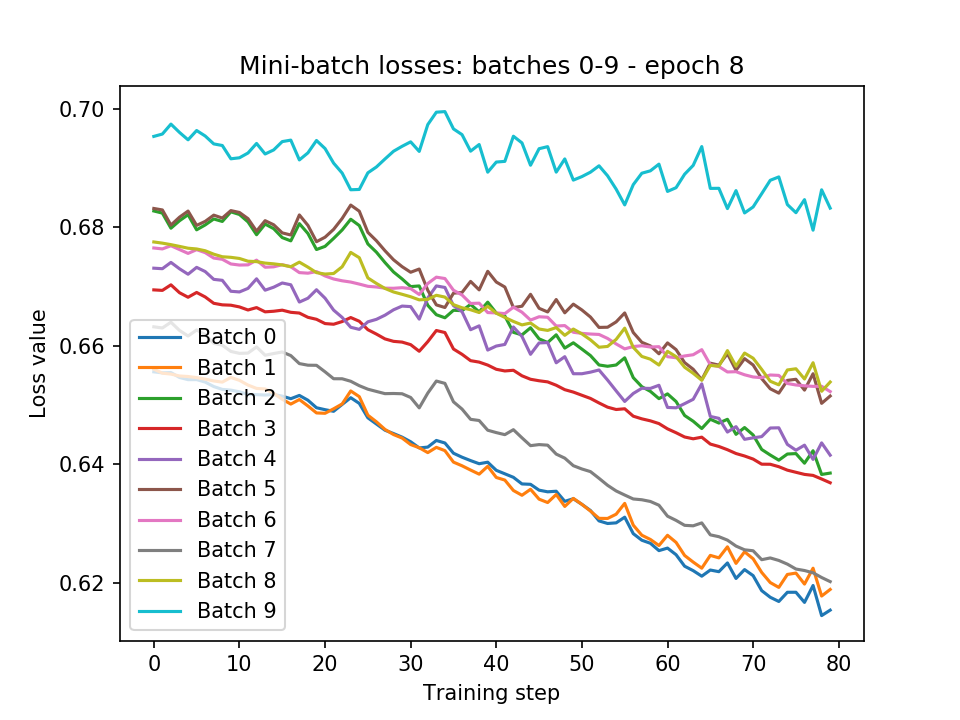 Mini-batch losses: batches 0-9 - epoch 8
Loss value
0.70
0.68
0.66
0.64
0.62
Batch 0
Batch 1
Batch 2
Batch 3
Batch 4
Batch 5
Batch 6
Batch 7
Batch 8
Batch 9
0 10 20 30 40 50 60 70 80
Training step